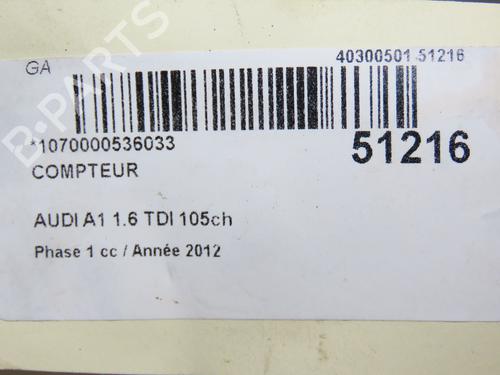 GA
40300501 51216
*1070000536033
51216
COMPTEUR
AUDI A1 1.6 TDI 105ch
Phase 1 cc / Année 2012
B-PARTS